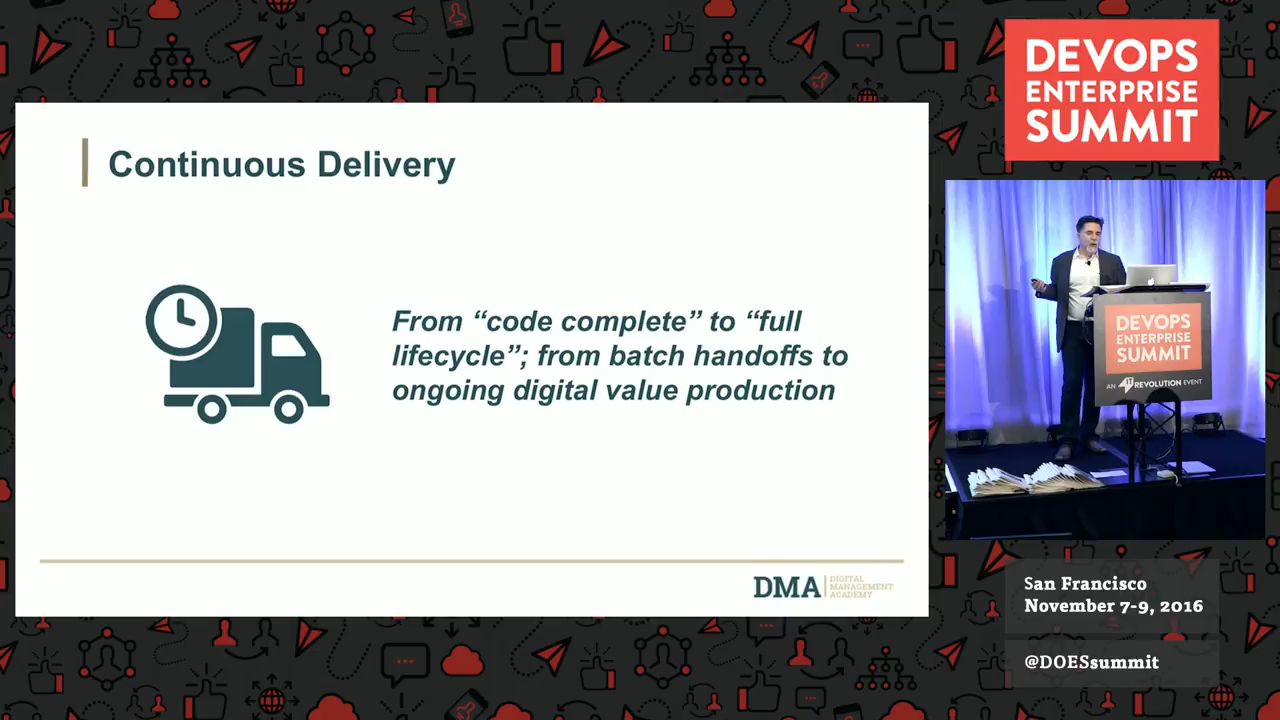 Continuous Delivery
From “code complete” to “full
lifecycle”; from batch handoffs to
ongoing digital value production
DMA
DIGITAL
MANAGEMENT
ACADEMY
DEVOPS
ENTERPRISE
SUMMIT
DEVOPS
ENTERPRISE
SUMMIT
AN IT REVOLUTION EVENT
San Francisco
November 7-9, 2016
@DOESsummit